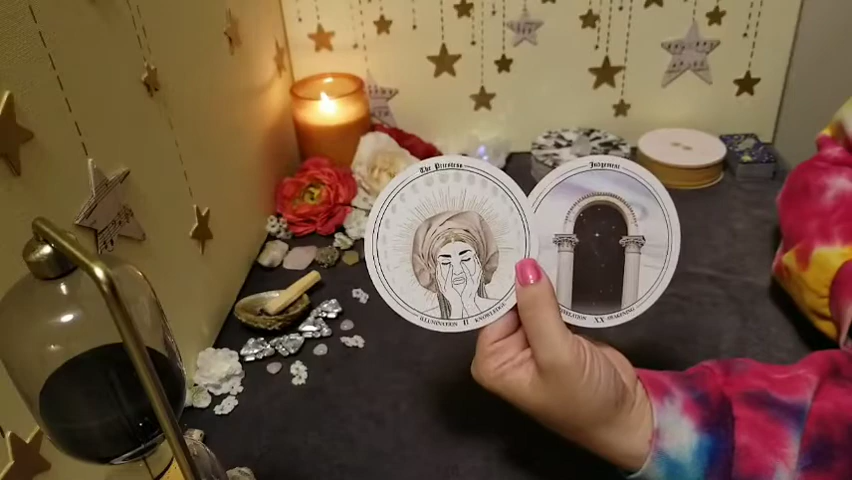 The Priestess
ILLUMINATION II KNOWLEDGE
Judgement
XX AWAKENING